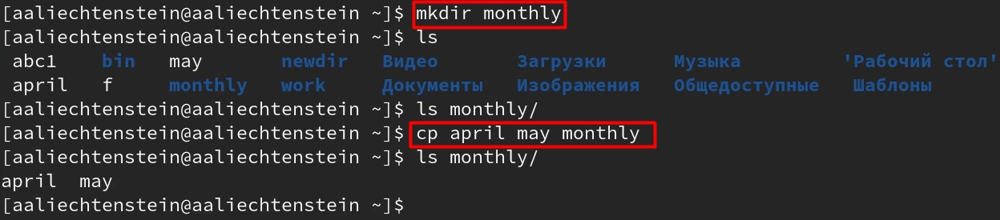 [aaliechtenstein@aaliechtenstein ~]$ mkdir monthly
[aaliechtenstein@aaliechtenstein ~]$ ls
abc1 bin may newdir Видео Загрузки Музыка 'Рабочий стол'
april f monthly work Документы Изображения Общедоступные Шаблоны
[aaliechtenstein@aaliechtenstein ~]$ ls monthly/
[aaliechtenstein@aaliechtenstein ~]$ cp april may monthly
[aaliechtenstein@aaliechtenstein ~]$ ls monthly/
april may
[aaliechtenstein@aaliechtenstein ~]$